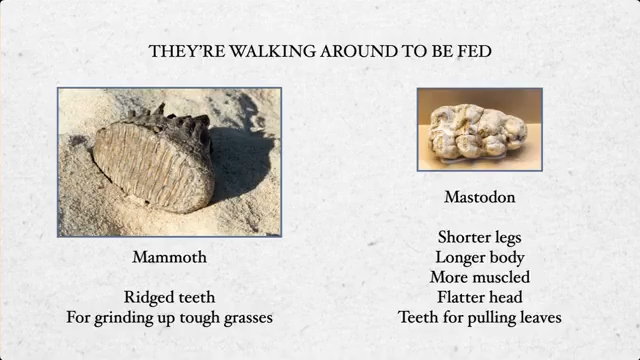 THEY'RE WALKING AROUND TO BE FED
Mammoth
Ridged teeth
For grinding up tough grasses
Mastodon
Shorter legs
Longer body
More muscled
Flatter head
Teeth for pulling leaves